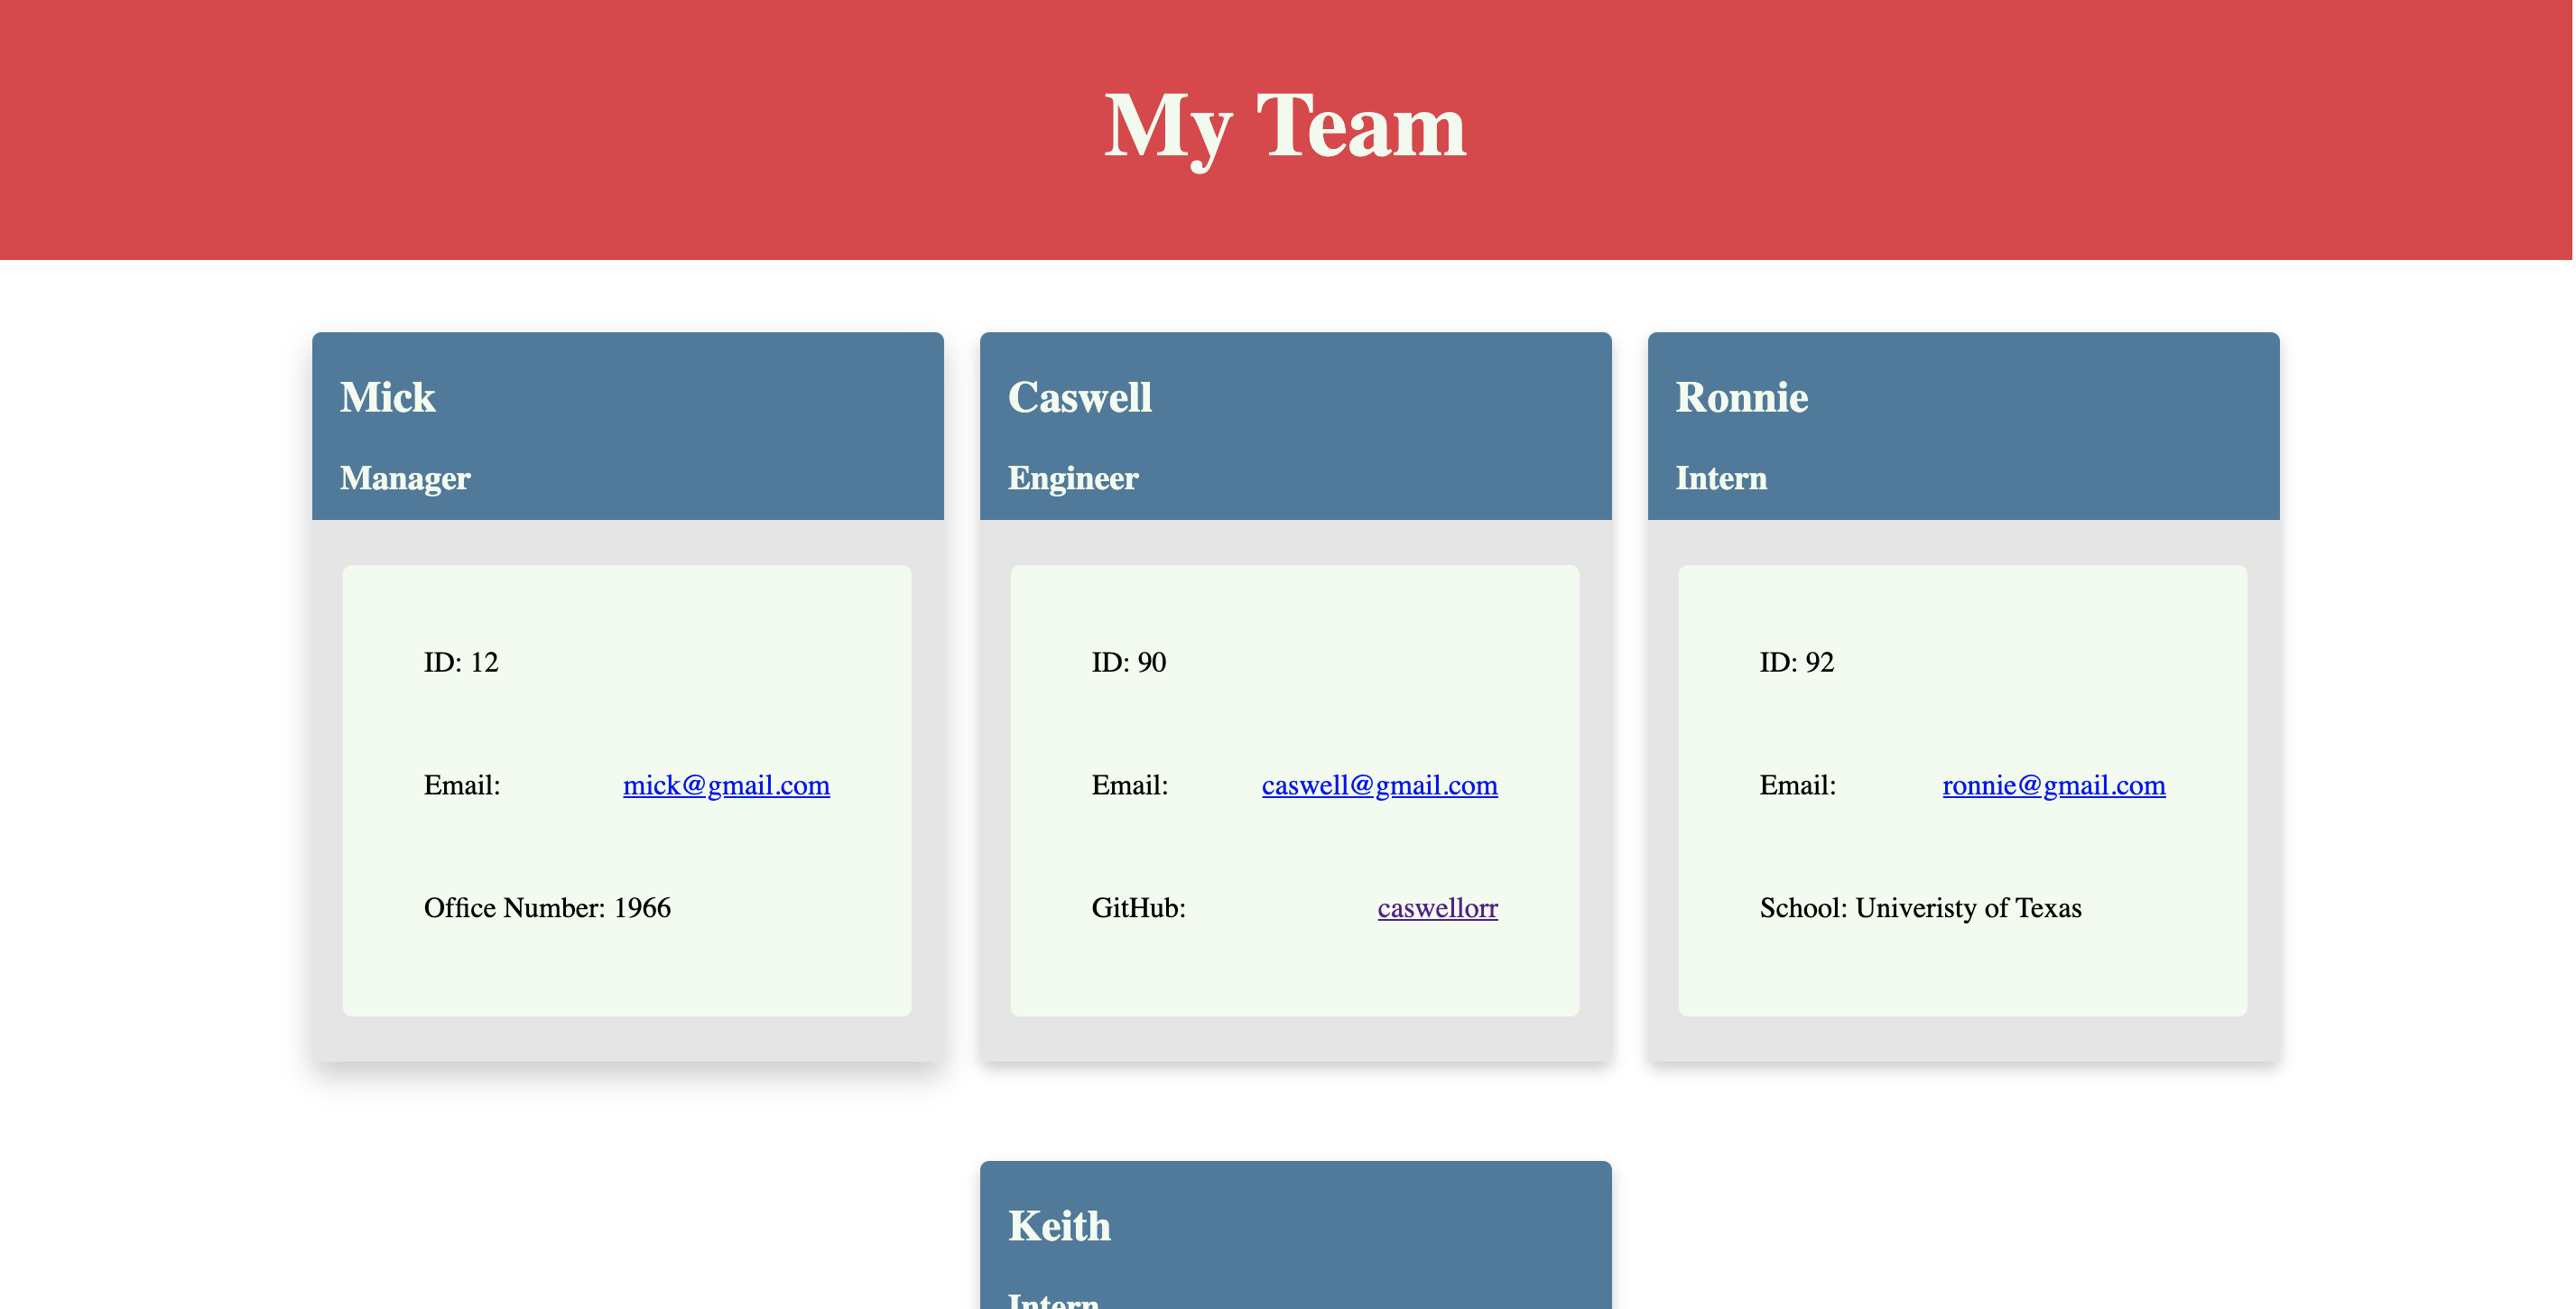 My Team
Mick
Manager
ID: 12
Email: mick@gmail.com
Office Number: 1966
Caswell
Engineer
ID: 90
Email: caswell@gmail.com
GitHub: caswellorr
Ronnie
Intern
ID: 92
Email: ronnie@gmail.com
School: Univeristy of Texas
Keith
Intern